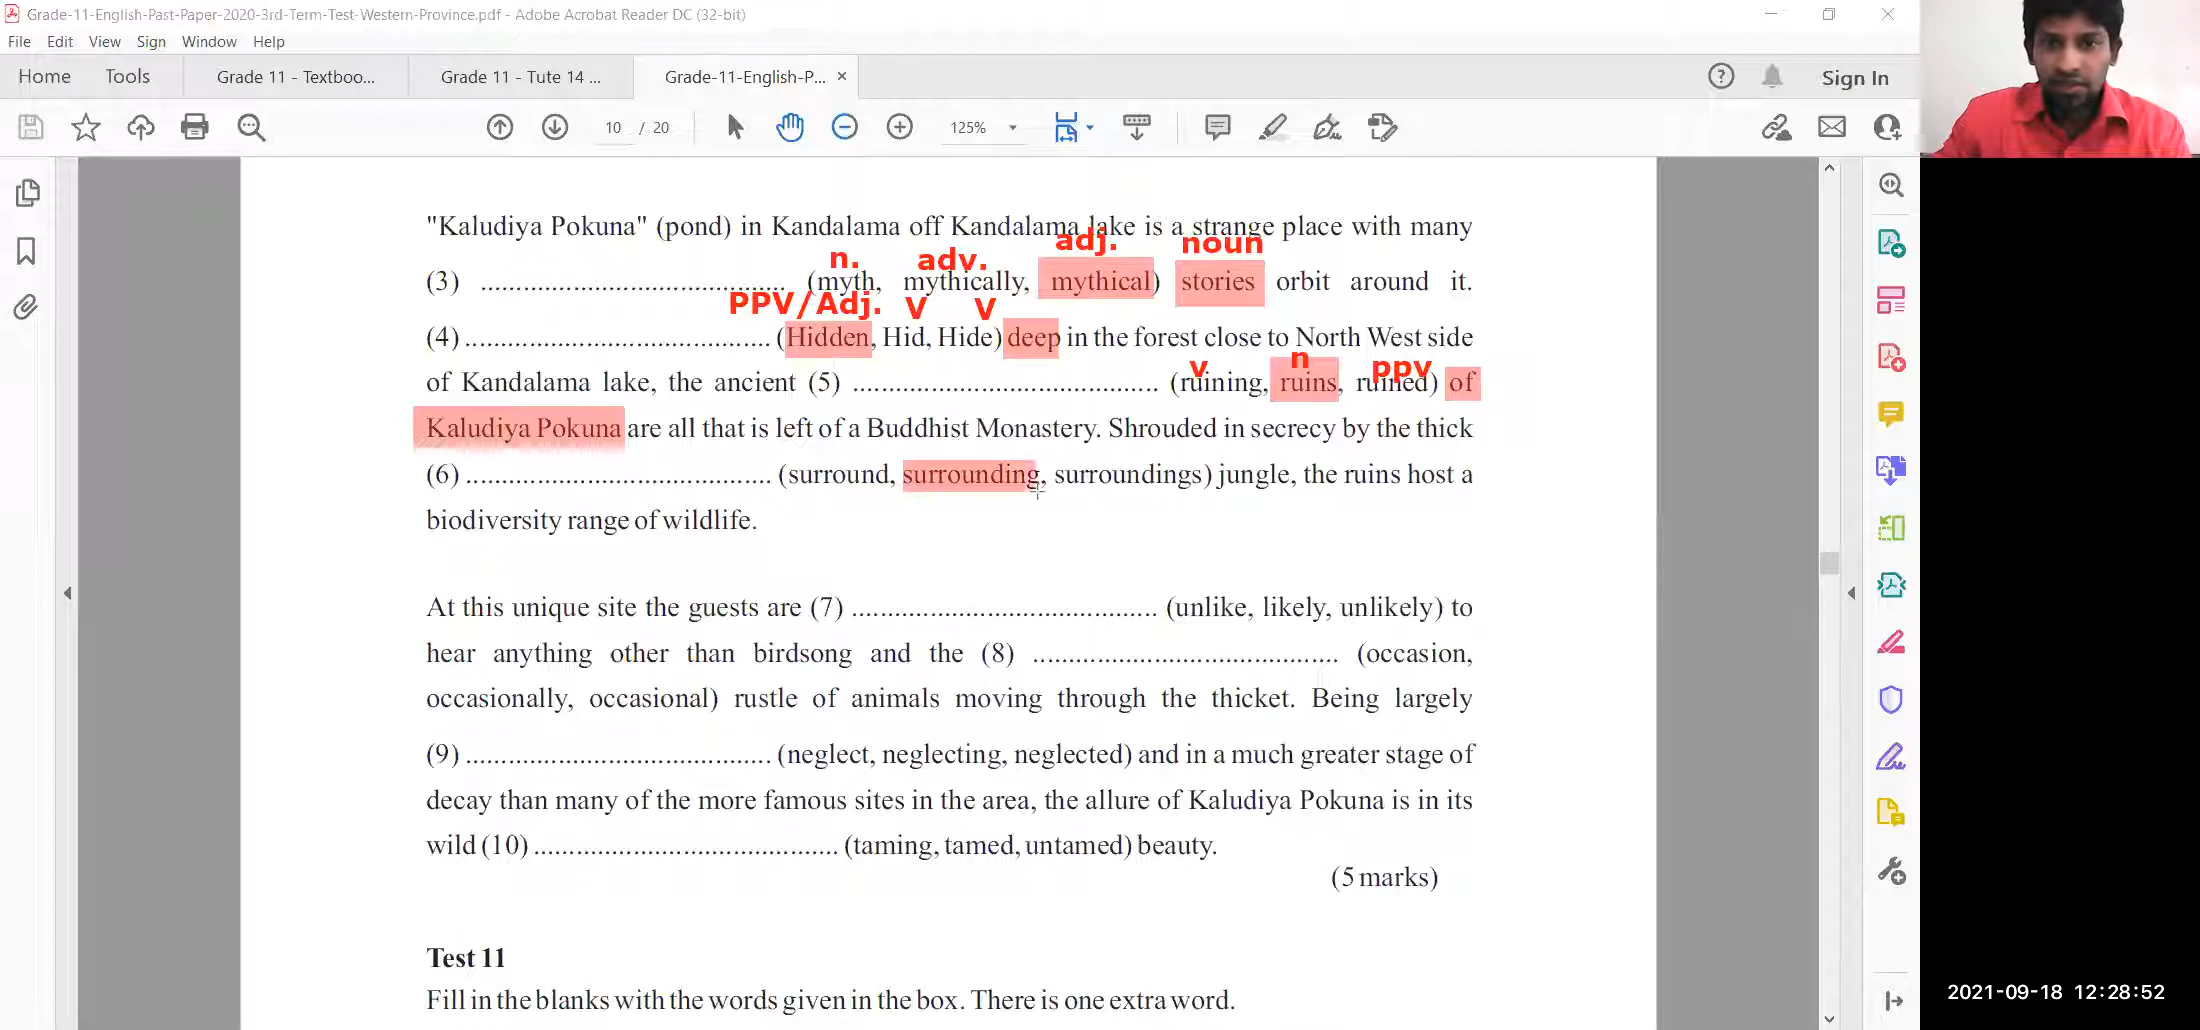 Grade-11-English-Past-Paper-2020-3rd-Term-Test-Western-Province.pdf - Adobe Acrobat Reader DC (32-bit)
File Edit View Sign Window Help
Home Tools Grade 11 - Textboo... Grade 11 - Tute 14 ... Grade-11-English-P... × Sign In
10 / 20 125%
"Kaludiya Pokuna" (pond) in Kandalama off Kandalama lake is a strange place with many
n. adv. adj. noun
(3) .......................................... (myth, mythically, mythical) stories orbit around it.
PPV/Adj. V V
(4) .......................................... (Hidden, Hid, Hide) deep in the forest close to North West side
v n ppv
of Kandalama lake, the ancient (5) .......................................... (ruining, ruins, ruined) of
Kaludiya Pokuna are all that is left of a Buddhist Monastery. Shrouded in secrecy by the thick
(6) .......................................... (surround, surrounding, surroundings) jungle, the ruins host a
biodiversity range of wildlife.
At this unique site the guests are (7) .......................................... (unlike, likely, unlikely) to
hear anything other than birdsong and the (8) .......................................... (occasion,
occasionally, occasional) rustle of animals moving through the thicket. Being largely
(9) .......................................... (neglect, neglecting, neglected) and in a much greater stage of
decay than many of the more famous sites in the area, the allure of Kaludiya Pokuna is in its
wild (10) .......................................... (taming, tamed, untamed) beauty.
(5 marks)
Test 11
Fill in the blanks with the words given in the box. There is one extra word.
2021-09-18 12:28:52